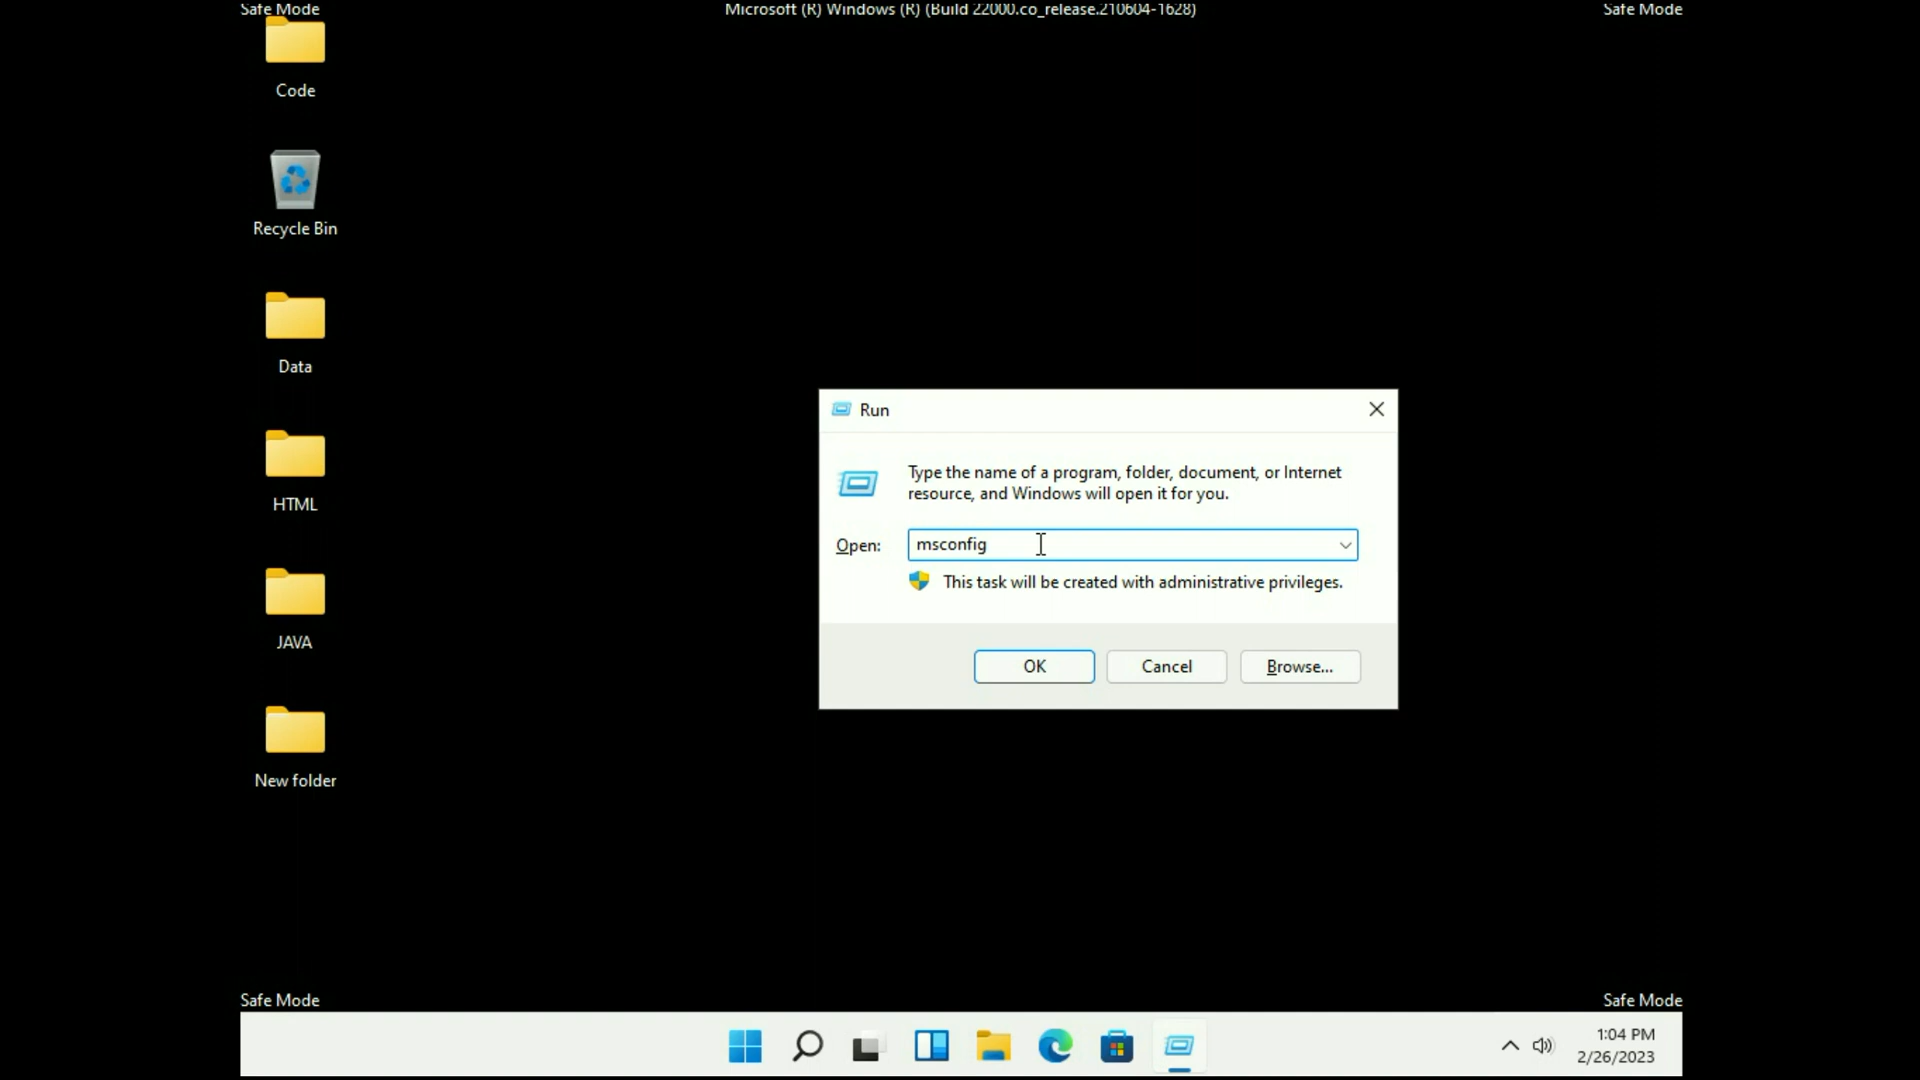 Safe Mode
Microsoft (R) Windows (R) (Build 22000.co_release.210604-1628)
Safe Mode
Code
Recycle Bin
Data
HTML
JAVA
New folder
Run
Type the name of a program, folder, document, or Internet
resource, and Windows will open it for you.
Open:
msconfig
This task will be created with administrative privileges.
OK
Cancel
Browse...
Safe Mode
Safe Mode
1:04 PM
2/26/2023